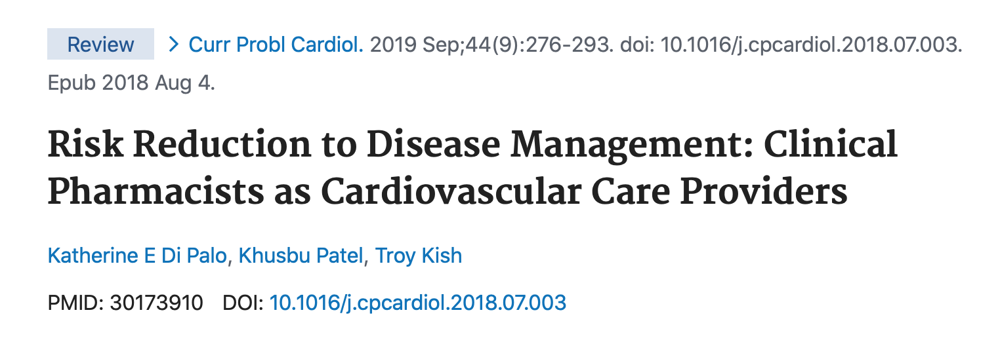 Review > Curr Probl Cardiol. 2019 Sep;44(9):276-293. doi: 10.1016/j.cpcardiol.2018.07.003.
Epub 2018 Aug 4.
Risk Reduction to Disease Management: Clinical
Pharmacists as Cardiovascular Care Providers
Katherine E Di Palo, Khusbu Patel, Troy Kish
PMID: 30173910 DOI: 10.1016/j.cpcardiol.2018.07.003